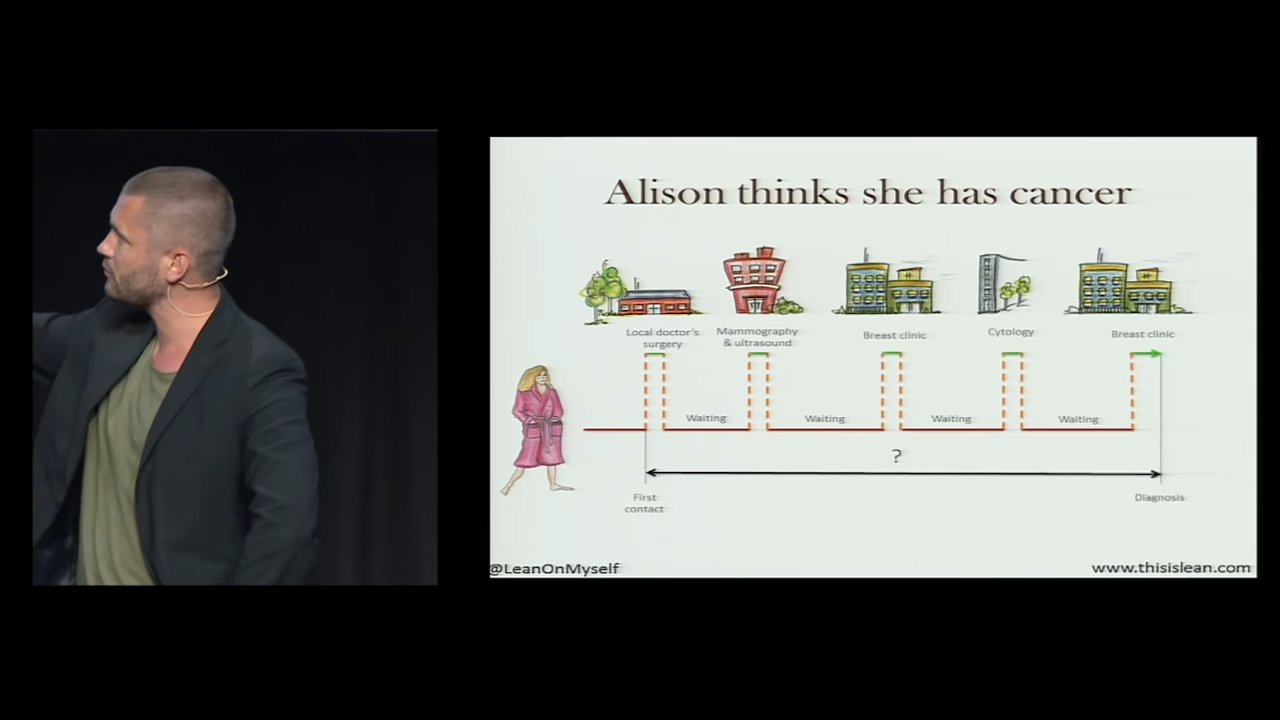 Alison thinks she has cancer
Local doctor's
surgery
Mammography
& ultrasound
Breast clinic
Cytology
Breast clinic
Waiting
Waiting
Waiting
Waiting
?
First
contact
Diagnosis
@LeanOnMyself
www.thisislean.com